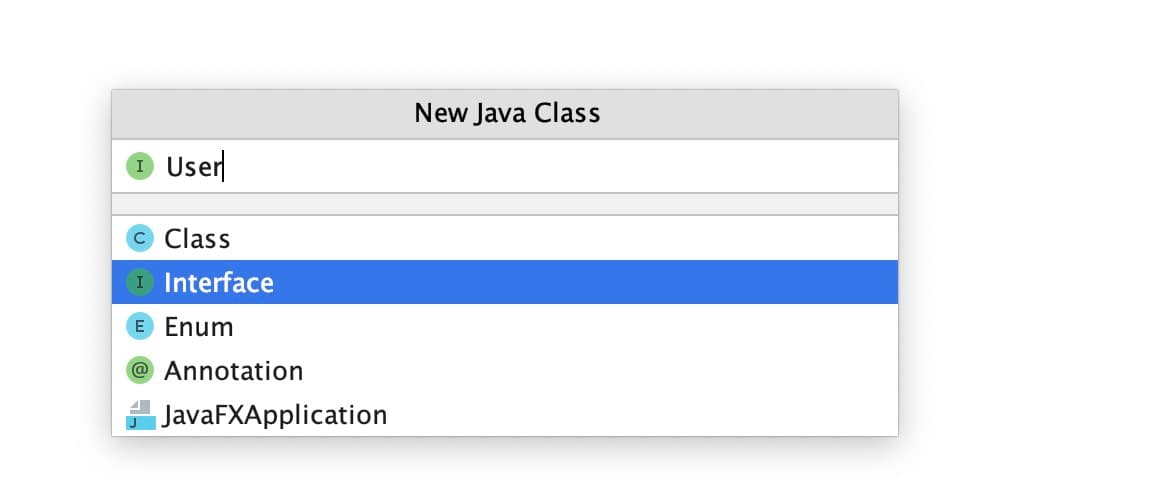 New Java Class
I User
C Class
I Interface
E Enum
@ Annotation
J JavaFXApplication